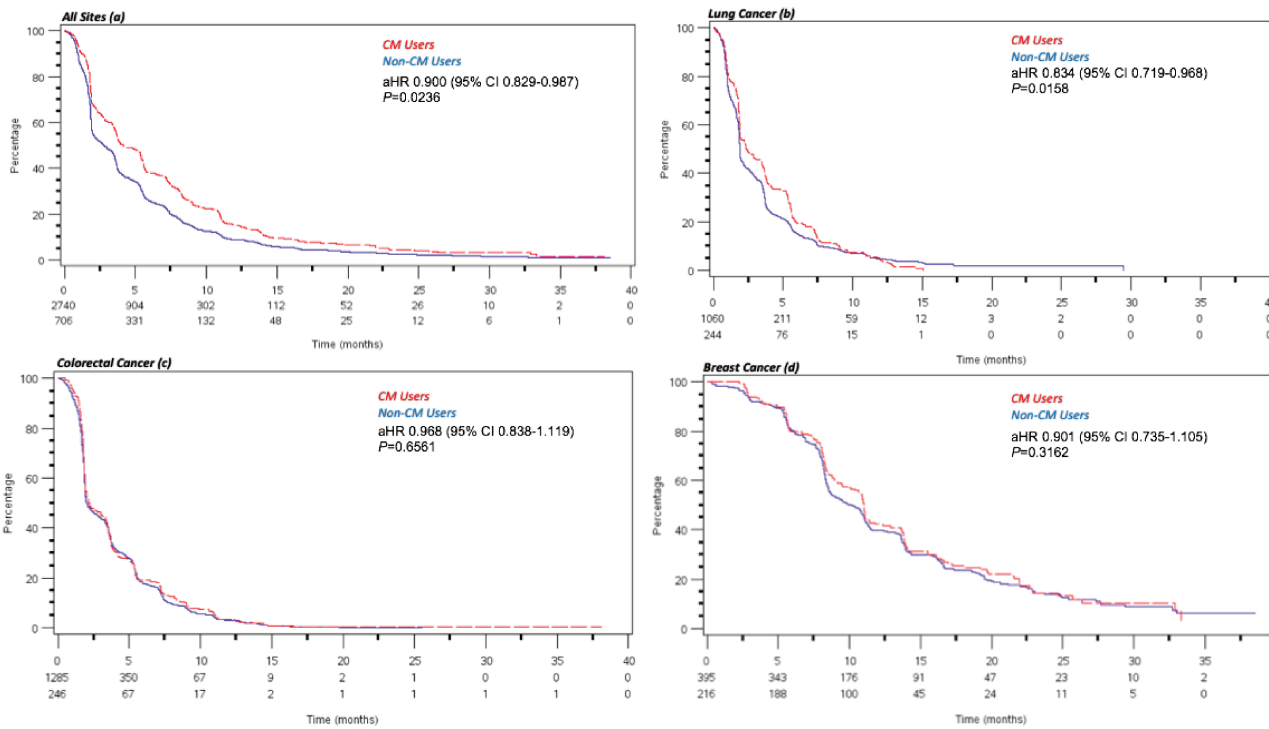 All Sites (a)
CM Users
Non-CM Users
aHR 0.900 (95% CI 0.829-0.987)
P=0.0236
100
80
60
40
20
0
Percentage
0 5 10 15 20 25 30 35 40
2740 904 302 112 52 26 10 2 0
706 331 132 48 25 12 6 1 0
Time (months)
Lung Cancer (b)
CM Users
Non-CM Users
aHR 0.834 (95% CI 0.719-0.968)
P=0.0158
100
80
60
40
20
0
Percentage
0 5 10 15 20 25 30 35
1060 211 59 12 3 2 0 0
244 76 15 1 0 0 0 0
Time (months)
Colorectal Cancer (c)
CM Users
Non-CM Users
aHR 0.968 (95% CI 0.838-1.119)
P=0.6561
100
80
60
40
20
0
Percentage
0 5 10 15 20 25 30 35 40
1285 350 67 9 2 1 0 0 0
246 67 17 2 1 1 1 1 0
Time (months)
Breast Cancer (d)
CM Users
Non-CM Users
aHR 0.901 (95% CI 0.735-1.105)
P=0.3162
100
80
60
40
20
0
Percentage
0 5 10 15 20 25 30 35
395 343 176 91 47 23 10 2
216 188 100 45 24 11 5 0
Time (months)